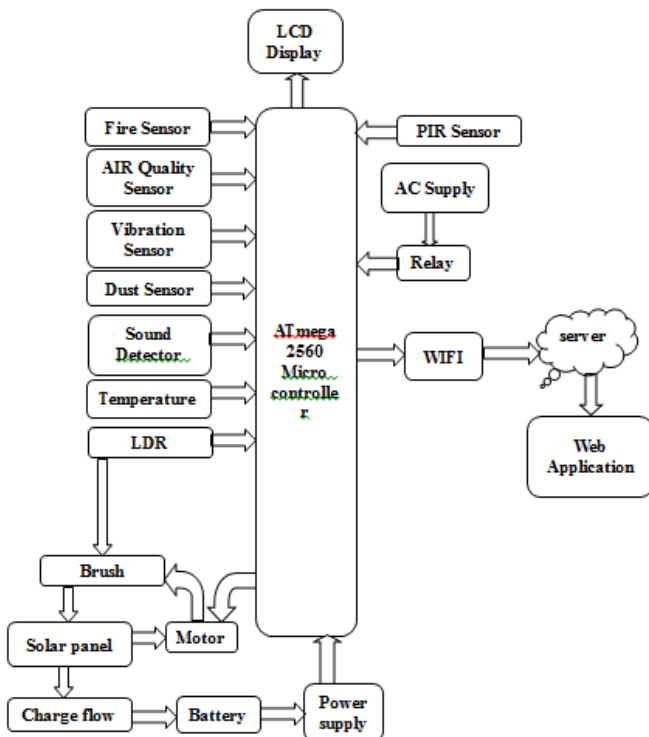 LCD
Display
Fire Sensor
PIR Sensor
AIR Quality
Sensor
AC Supply
Vibration
Sensor
Relay
Dust Sensor
Sound
Detector
ATmega
2560
Micro
controlle
r
WIFI
server
Temperature
LDR
Web
Application
Brush
Solar panel
Motor
Charge flow
Battery
Power
supply